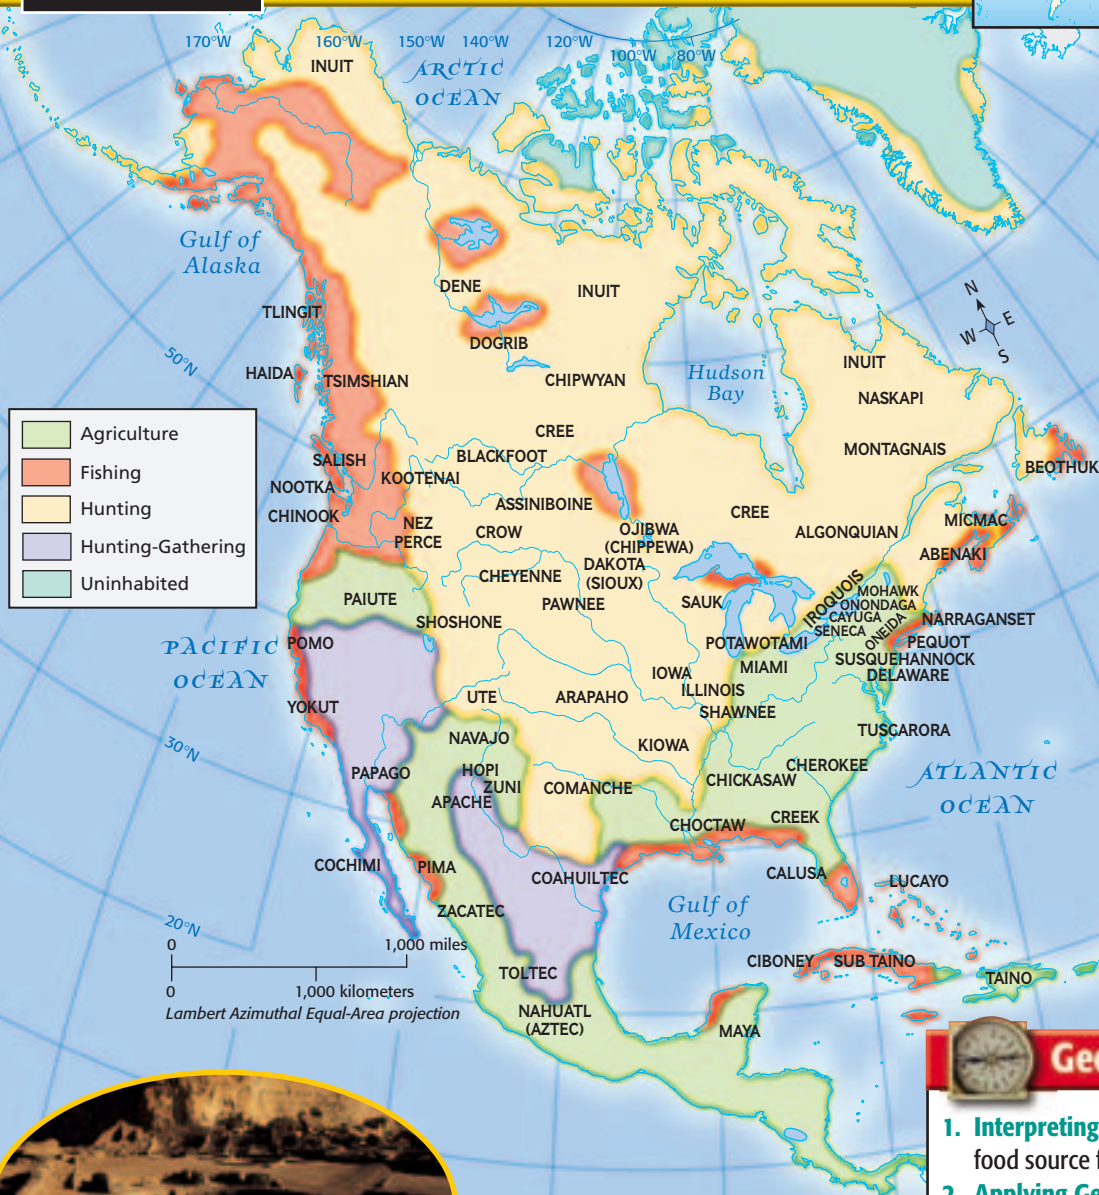 170°W
160°W
150°W
140°W
120°W
100°W
80°W
INUIT
ARCTIC
OCEAN
Gulf of
Alaska
DENE
INUIT
TLINGIT
DOGRIB
N
E
W
S
50°N
HAIDA
TSIMSHIAN
CHIPWYAN
Hudson
Bay
INUIT
NASKAPI
Agriculture
Fishing
Hunting
Hunting-Gathering
Uninhabited
CREE
BLACKFOOT
MONTAGNAIS
SALISH
KOOTENAI
BEOTHUK
NOOTKA
ASSINIBOINE
CHINOOK
NEZ
PERCE
CROW
OJIBWA
(CHIPPEWA)
CREE
ALGONQUIAN
MICMAC
ABENAKI
DAKOTA
(SIOUX)
CHEYENNE
PAIUTE
PAWNEE
SAUK
IROQUOIS
MOHAWK
ONONDAGA
CAYUGA
SENECA
ONEIDA
NARRAGANSET
PEQUOT
SHOSHONE
PACIFIC
OCEAN
POMO
POTAWOTAMI
SUSQUEHANNOCK
DELAWARE
MIAMI
IOWA
ILLINOIS
UTE
ARAPAHO
SHAWNEE
YOKUT
TUSCARORA
30°N
NAVAJO
KIOWA
CHEROKEE
ATLANTIC
OCEAN
PAPAGO
HOPI
ZUNI
COMANCHE
CHICKASAW
APACHE
CHOCTAW
CREEK
COCHIMI
PIMA
COAHUILTEC
CALUSA
LUCAYO
ZACATEC
Gulf of
Mexico
20°N
0
1,000 miles
0
1,000 kilometers
Lambert Azimuthal Equal-Area projection
TOLTEC
CIBONEY
SUB TAINO
TAINO
NAHUATL
(AZTEC)
MAYA
1. Interpreting
food source
2.